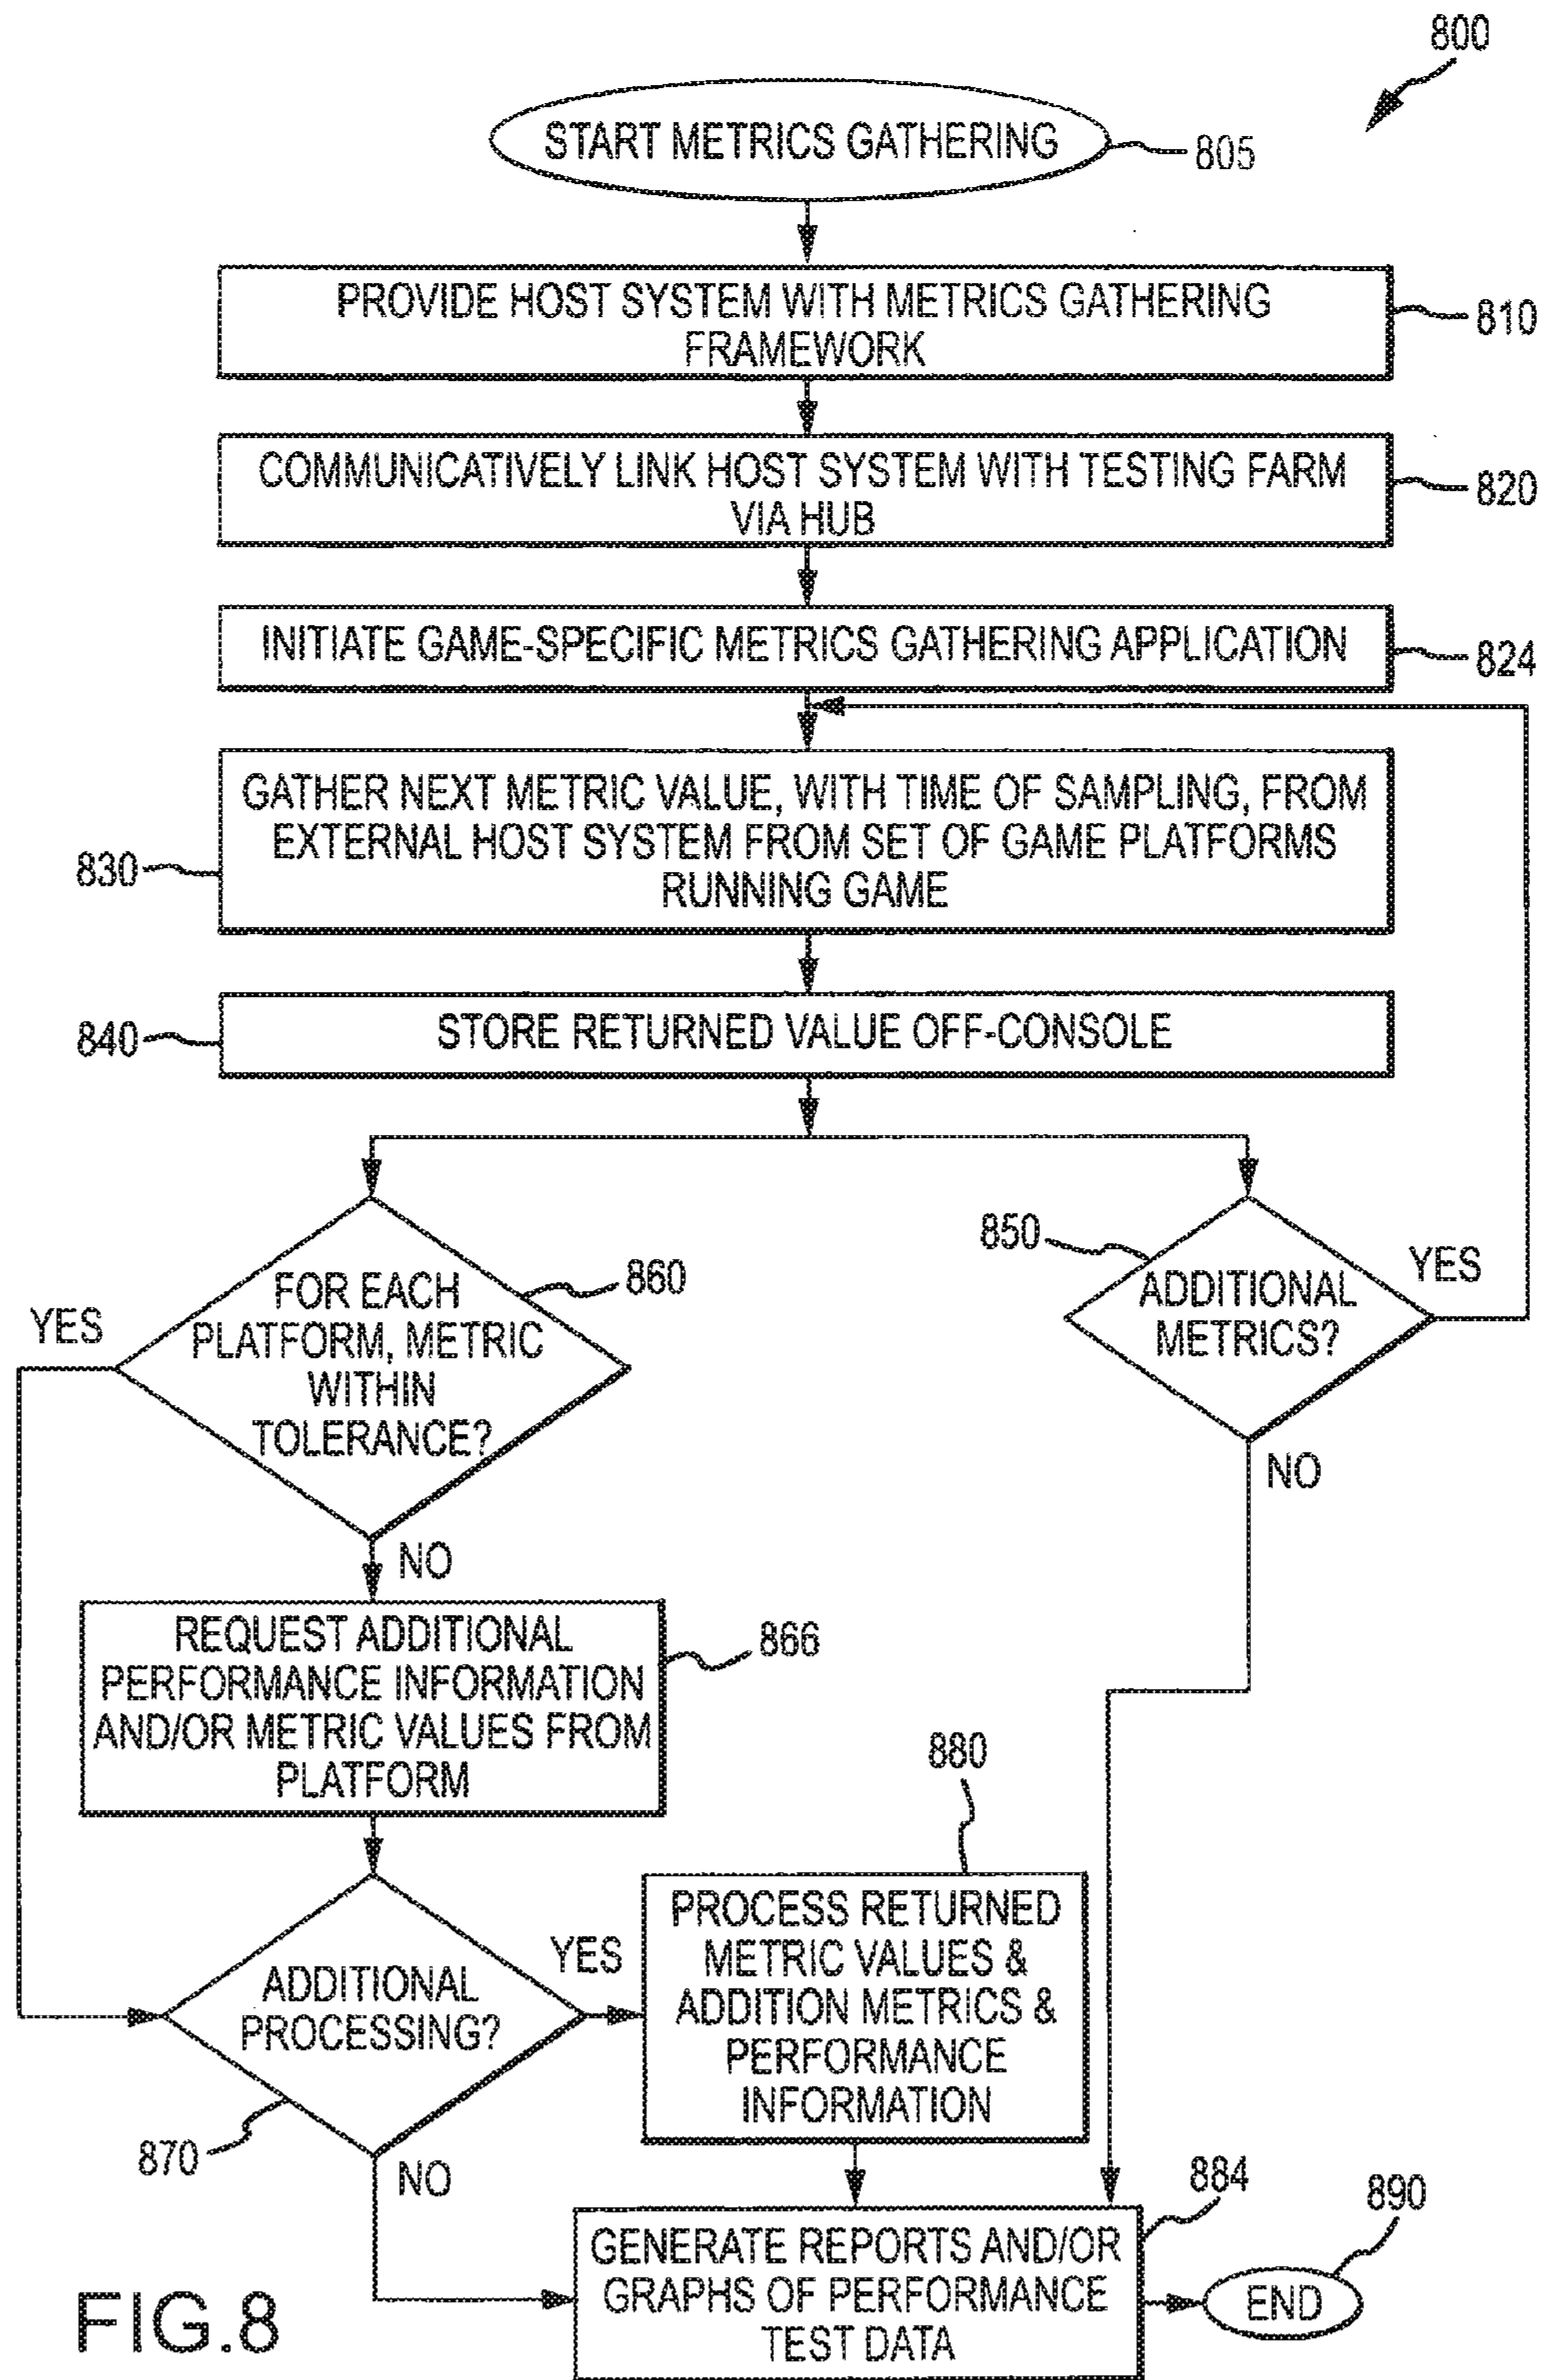 800
START METRICS GATHERING
805
PROVIDE HOST SYSTEM WITH METRICS GATHERING
FRAMEWORK
810
COMMUNICATIVELY LINK HOST SYSTEM WITH TESTING FARM
VIA HUB
820
INITIATE GAME-SPECIFIC METRICS GATHERING APPLICATION
824
GATHER NEXT METRIC VALUE, WITH TIME OF SAMPLING, FROM
EXTERNAL HOST SYSTEM FROM SET OF GAME PLATFORMS
RUNNING GAME
830
STORE RETURNED VALUE OFF-CONSOLE
840
FOR EACH
PLATFORM, METRIC
WITHIN
TOLERANCE?
860
YES
NO
850
ADDITIONAL
METRICS?
YES
NO
REQUEST ADDITIONAL
PERFORMANCE INFORMATION
AND/OR METRIC VALUES FROM
PLATFORM
866
ADDITIONAL
PROCESSING?
870
YES
NO
880
PROCESS RETURNED
METRIC VALUES &
ADDITION METRICS &
PERFORMANCE
INFORMATION
GENERATE REPORTS AND/OR
GRAPHS OF PERFORMANCE
TEST DATA
884
END
890
FIG.8